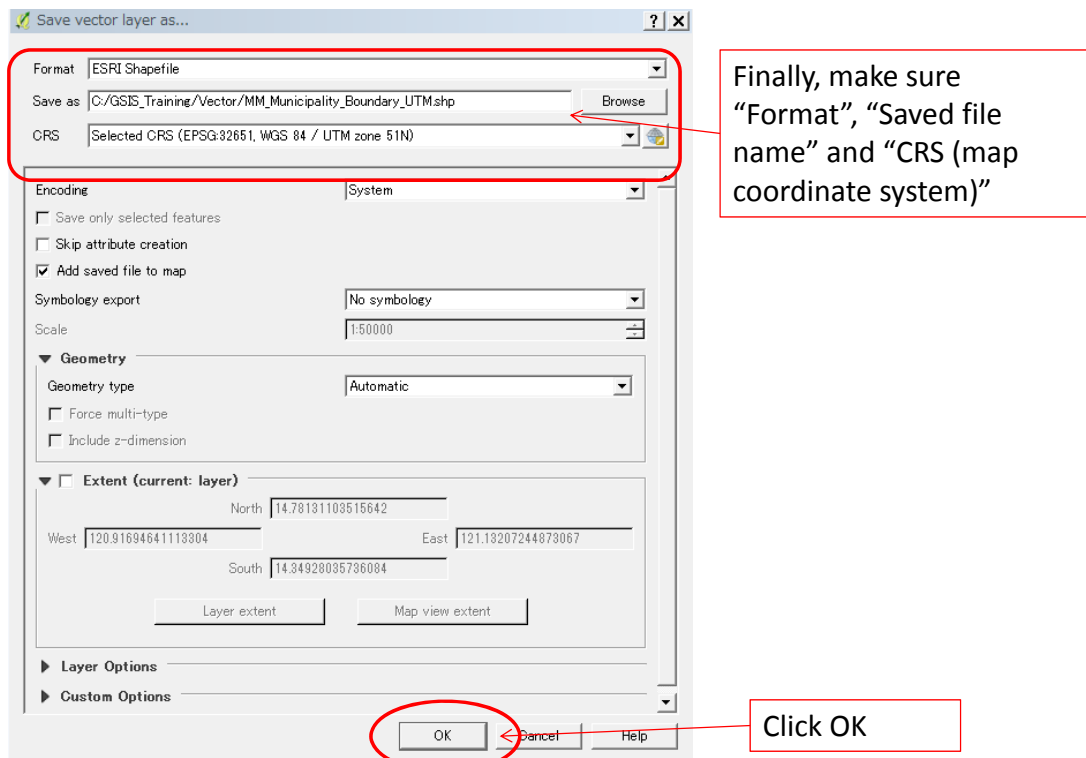 Save vector layer as...
Format ESRI Shapefile
Save as C:/GSIS_Training/Vector/MM_Municipality_Boundary_UTM.shp Browse
CRS Selected CRS (EPSG:32651, WGS 84 / UTM zone 51N)
Finally, make sure
“Format”, “Saved file
name” and “CRS (map
coordinate system)”
Encoding System
Save only selected features
Skip attribute creation
Add saved file to map
Symbology export No symbology
Scale 1:50000
Geometry
Geometry type Automatic
Force multi-type
Include z-dimension
Extent (current: layer)
North 14.78131103515642
West 120.91694641113304 East 121.13207244873067
South 14.34928035736084
Layer extent Map view extent
Layer Options
Custom Options
OK Cancel Help
Click OK